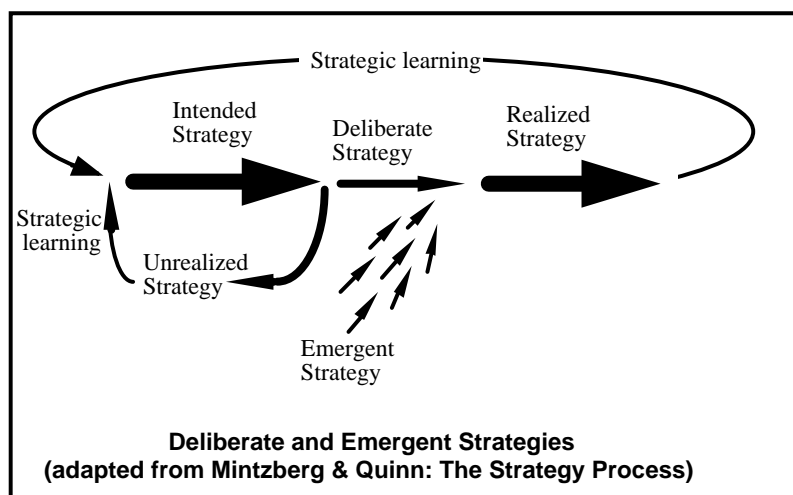 Strategic learning
Intended
Strategy
Deliberate
Strategy
Realized
Strategy
Strategic
learning
Unrealized
Strategy
Emergent
Strategy
Deliberate and Emergent Strategies
(adapted from Mintzberg & Quinn: The Strategy Process)